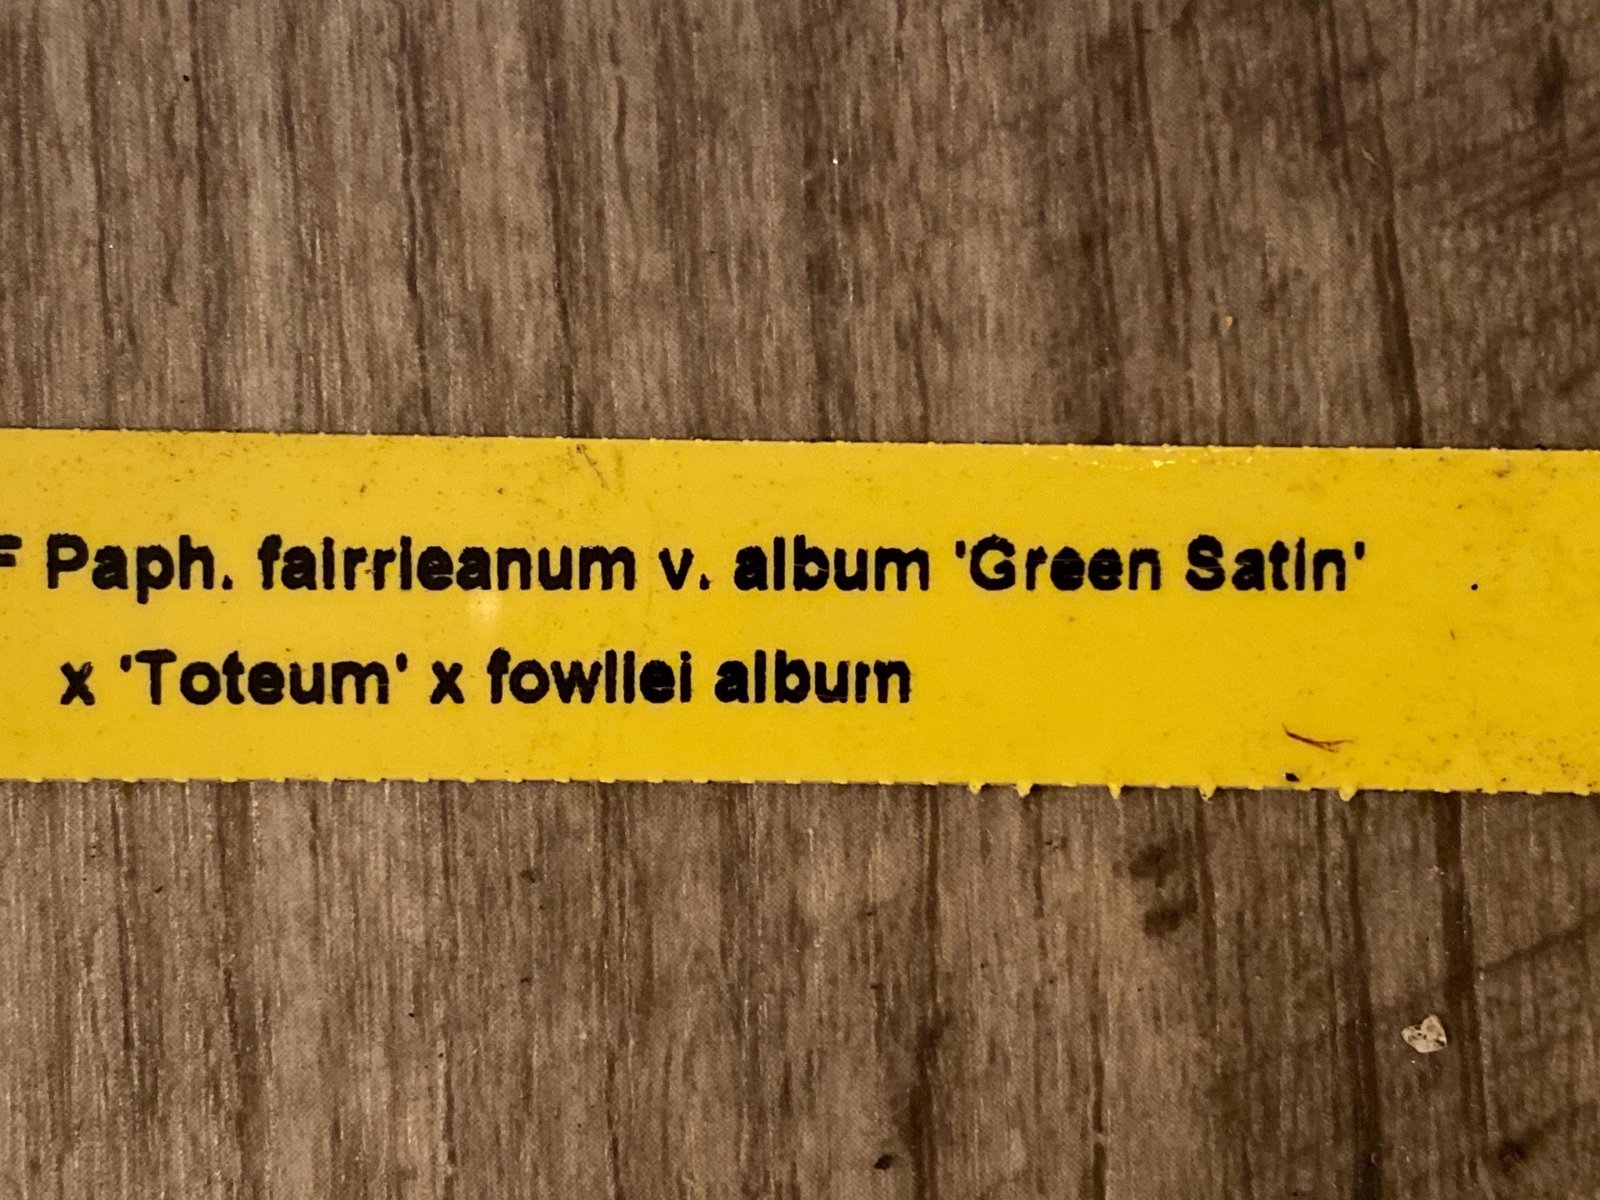 F Paph. fairrieanum v. album 'Green Satin'
x 'Toteum' x fowliei album